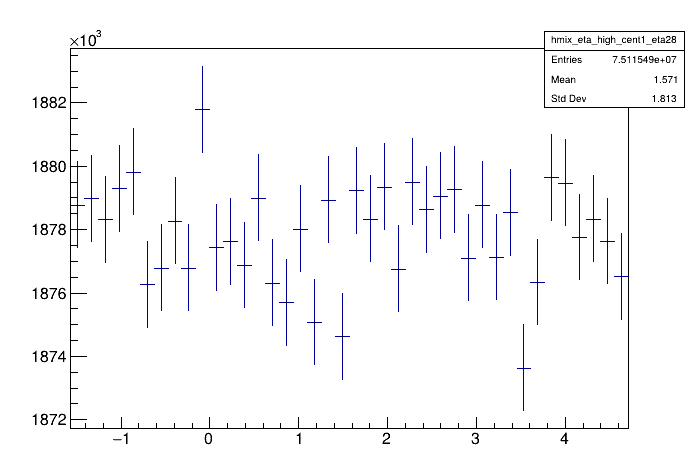 ×10³
hmix_eta_high_cent1_eta28
Entries 7.511549e+07
Mean 1.571
Std Dev 1.813
1882
1880
1878
1876
1874
1872
−1 0 1 2 3 4